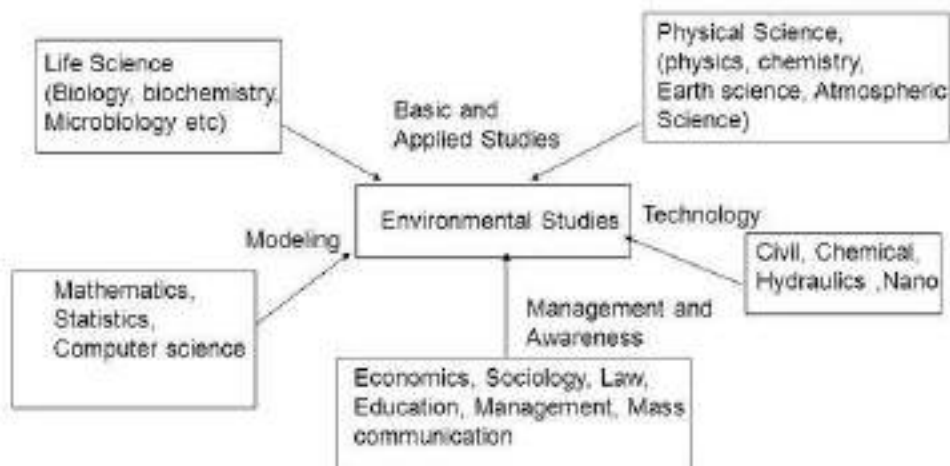 Life Science
(Biology, biochemistry,
Microbiology etc)
Basic and
Applied Studies
Physical Science,
(physics, chemistry,
Earth science, Atmospheric
Science)
Environmental Studies
Technology
Modeling
Civil, Chemical,
Hydraulics ,Nano
Mathematics,
Statistics,
Computer science
Management and
Awareness
Economics, Sociology, Law,
Education, Management, Mass
communication